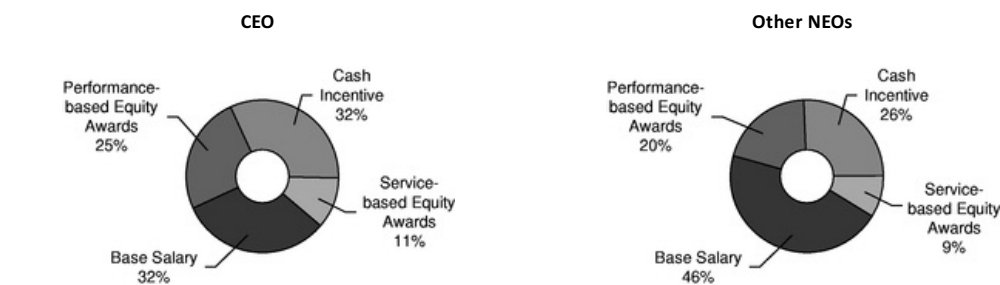 CEO
Performance-
based Equity
Awards
25%
Cash
Incentive
32%
Service-
based Equity
Awards
11%
Base Salary
32%
Other NEOs
Performance-
based Equity
Awards
20%
Cash
Incentive
26%
Service-
based Equity
Awards
9%
Base Salary
46%